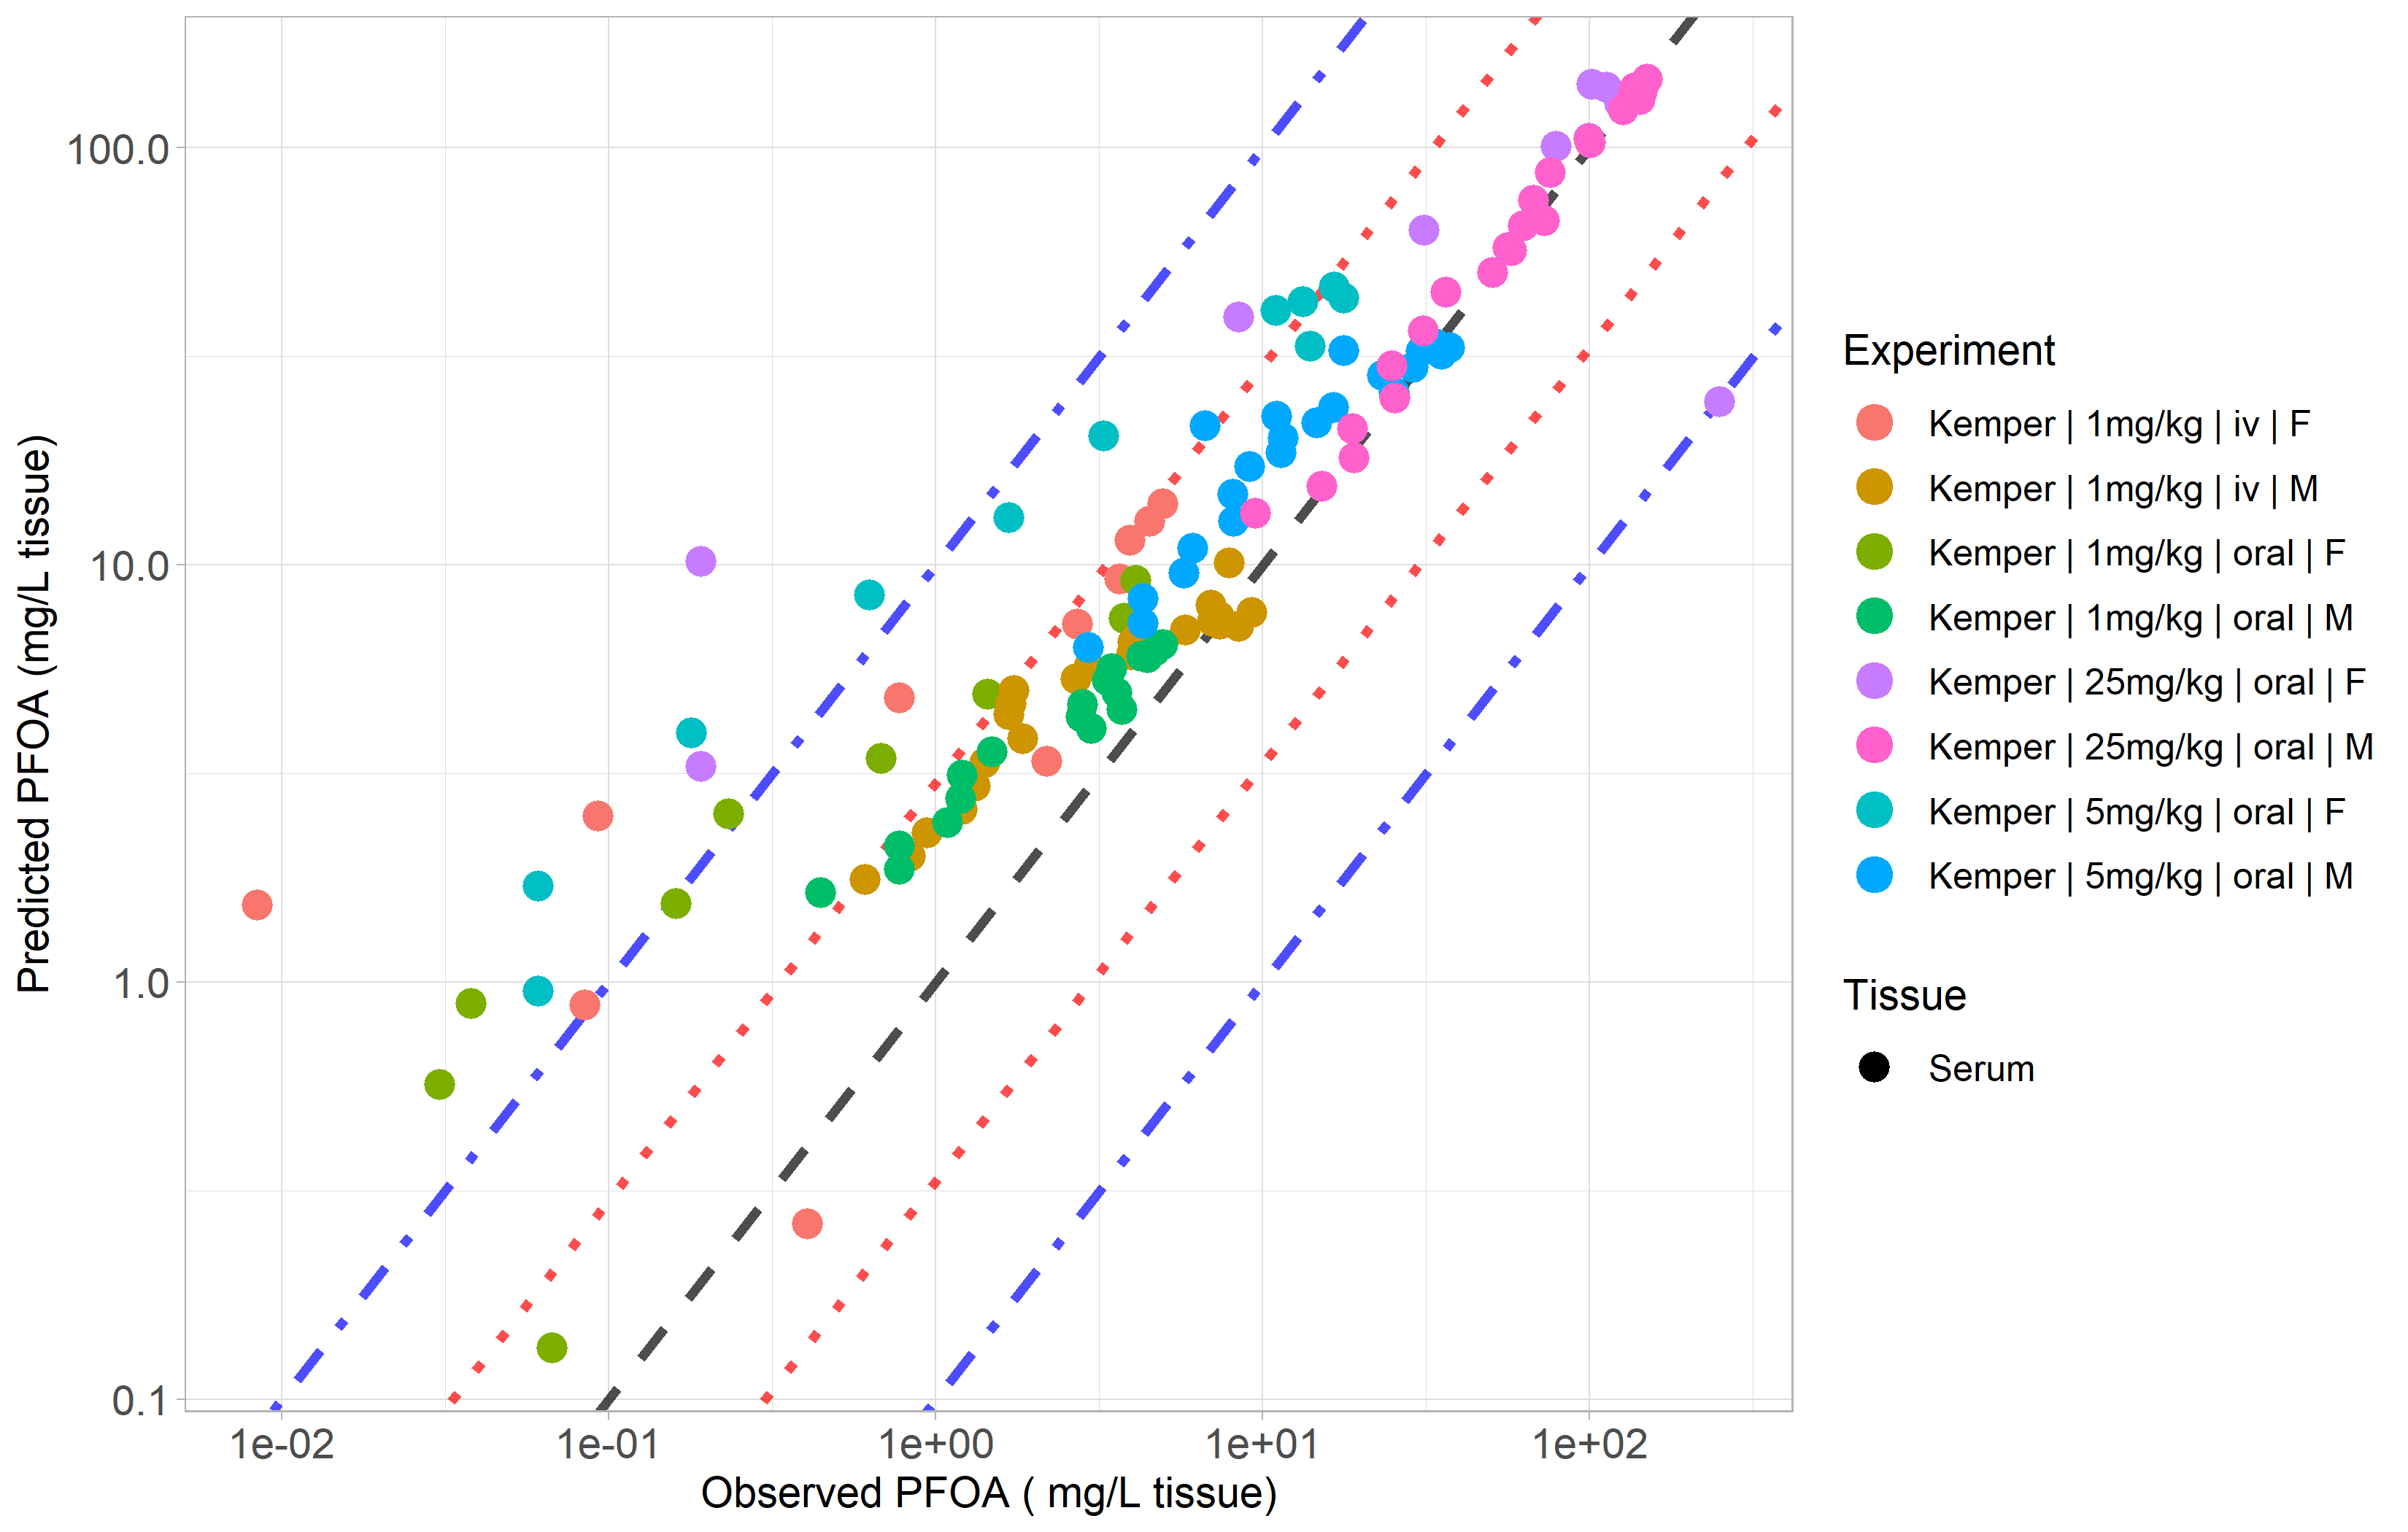 Predicted PFOA (mg/L tissue)
100.0
10.0
1.0
0.1
1e-02 1e-01 1e+00 1e+01 1e+02
Observed PFOA ( mg/L tissue)
Experiment
Kemper | 1mg/kg | iv | F
Kemper | 1mg/kg | iv | M
Kemper | 1mg/kg | oral | F
Kemper | 1mg/kg | oral | M
Kemper | 25mg/kg | oral | F
Kemper | 25mg/kg | oral | M
Kemper | 5mg/kg | oral | F
Kemper | 5mg/kg | oral | M
Tissue
Serum